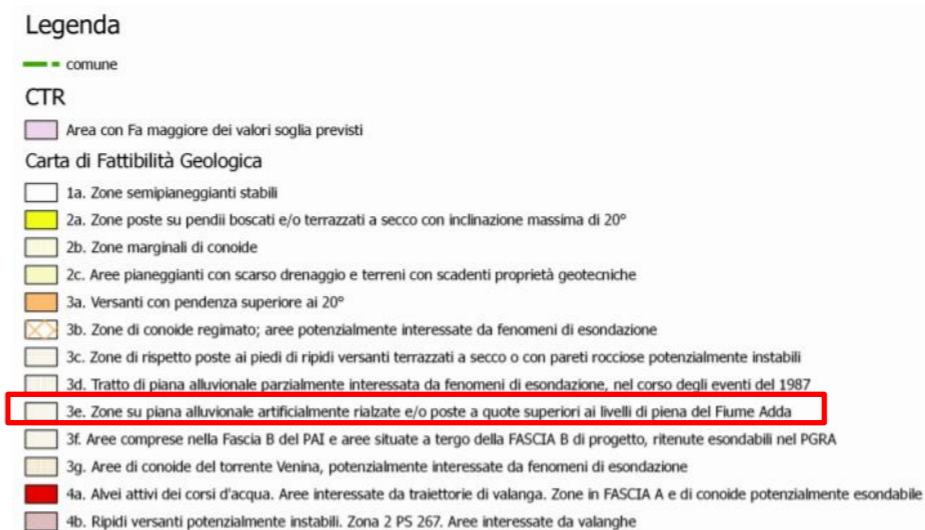 Legenda
comune
CTR
Area con Fa maggiore dei valori soglia previsti
Carta di Fattibilità Geologica
1a. Zone semipianeggianti stabili
2a. Zone poste su pendii boscati e/o terrazzati a secco con inclinazione massima di 20°
2b. Zone marginali di conoide
2c. Aree pianeggianti con scarso drenaggio e terreni con scadenti proprietà geotecniche
3a. Versanti con pendenza superiore ai 20°
3b. Zone di conoide regimato; aree potenzialmente interessate da fenomeni di esondazione
3c. Zone di rispetto poste ai piedi di ripidi versanti terrazzati a secco o con pareti rocciose potenzialmente instabili
3d. Tratto di piana alluvionale parzialmente interessata da fenomeni di esondazione, nel corso degli eventi del 1987
3e. Zone su piana alluvionale artificialmente rialzate e/o poste a quote superiori ai livelli di piena del Fiume Adda
3f. Aree comprese nella Fascia B del PAI e aree situate a tergo della FASCIA B di progetto, ritenute esondabili nel PGRA
3g. Aree di conoide del torrente Venina, potenzialmente interessate da fenomeni di esondazione
4a. Alvei attivi dei corsi d'acqua. Aree interessate da traiettorie di valanga. Zone in FASCIA A e di conoide potenzialmente esondabile
4b. Ripidi versanti potenzialmente instabili. Zona 2 PS 267. Aree interessate da valanghe